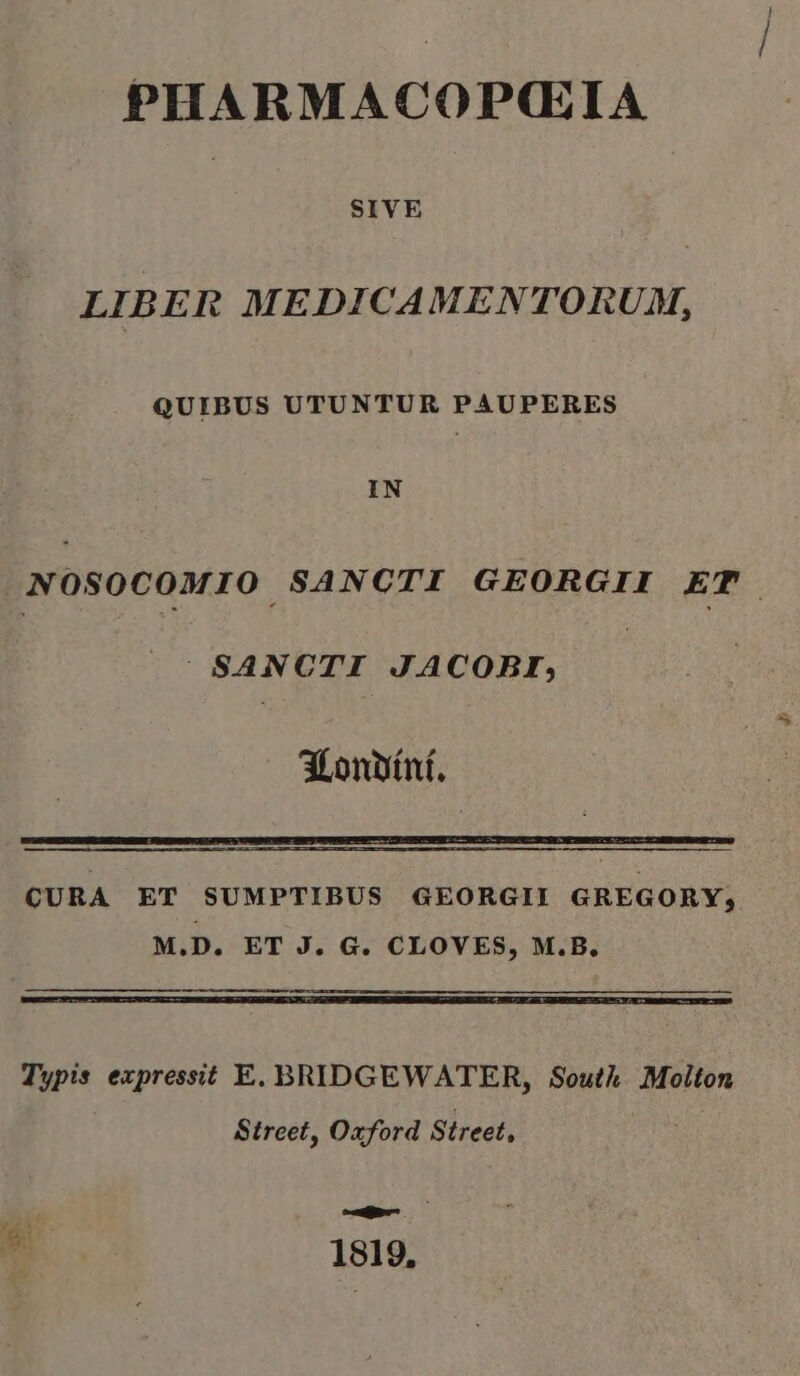 PHARMACOPŒIA
SIVE
LIBER MEDICAMENTORUM,
QUIBUS UTUNTUR PAUPERES
IN
NOSOCOMIO SANCTI GEORGII ET
SANCTI JACOBI,
Londini.
CURA ET SUMPTIBUS GEORGII GREGORY,
M.D. ET J. G. CLOVES, M.B.
Typis expressit E. BRIDGEWATER, South Molton
Street, Oxford Street,
1819.